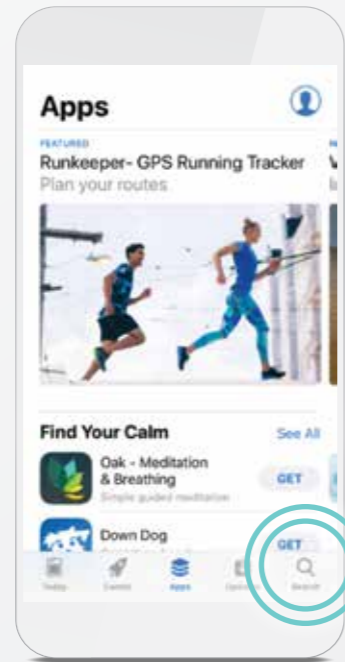 Apps
FEATURED
Runkeeper- GPS Running Tracker
Plan your routes
Find Your Calm
See All
Oak - Meditation
& Breathing
Simple guided meditation
GET
Down Dog
GET
Today
Games
Apps
Updates
Search